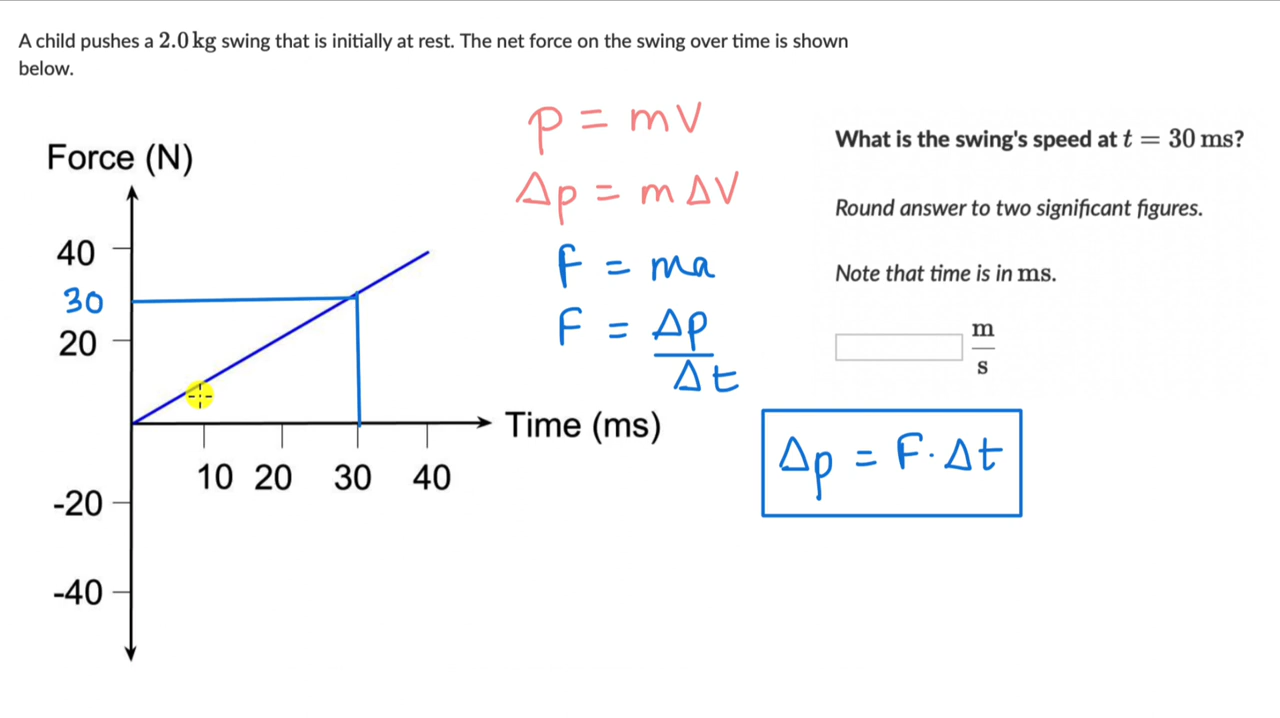 A child pushes a 2.0 kg swing that is initially at rest. The net force on the swing over time is shown
below.
Force (N)
40
30
20
-20
-40
10 20 30 40
Time (ms)
p = mV
Δp = mΔV
F = ma
F = Δp
Δt
What is the swing's speed at t = 30 ms?
Round answer to two significant figures.
Note that time is in ms.
m
s
Δp = F·Δt